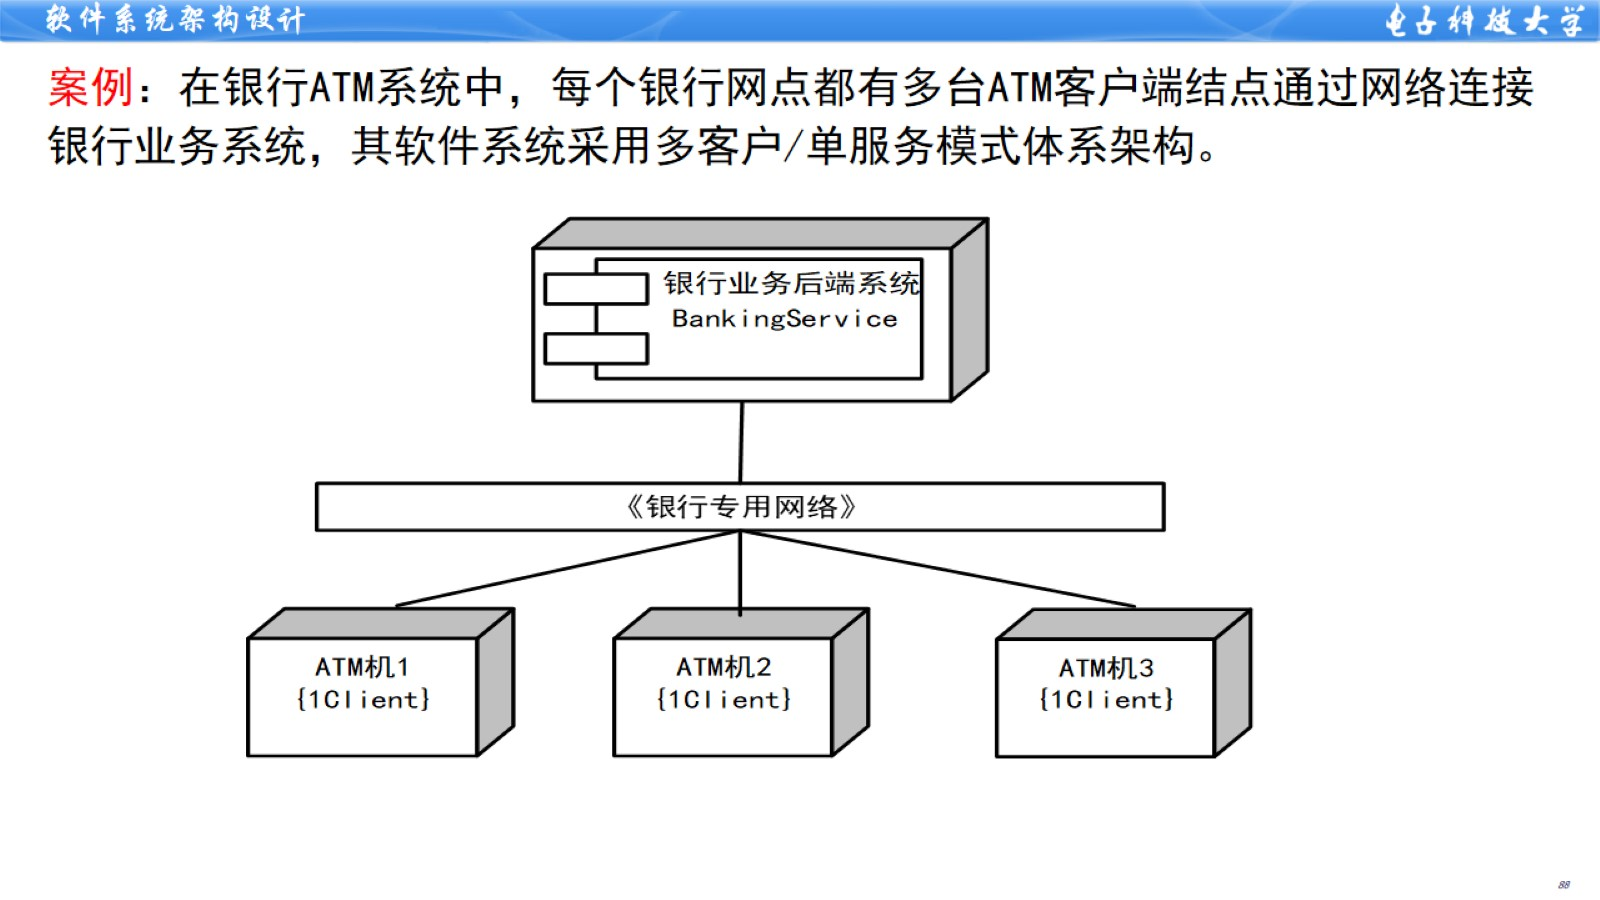 软件系统架构设计
电子科技大学
案例：在银行ATM系统中，每个银行网点都有多台ATM客户端结点通过网络连接
银行业务系统，其软件系统采用多客户/单服务模式体系架构。
银行业务后端系统
BankingService
《银行专用网络》
ATM机1
{1Client}
ATM机2
{1Client}
ATM机3
{1Client}
88